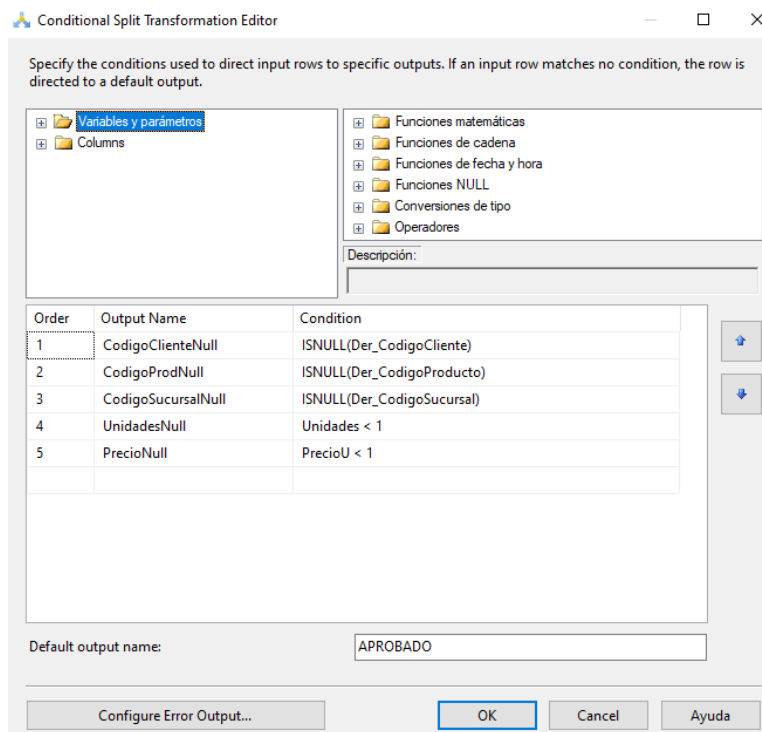 Conditional Split Transformation Editor
Specify the conditions used to direct input rows to specific outputs. If an input row matches no condition, the row is
directed to a default output.
Variables y parámetros
Columns
Funciones matemáticas
Funciones de cadena
Funciones de fecha y hora
Funciones NULL
Conversiones de tipo
Operadores
Descripción:
Order Output Name Condition
1 CodigoClienteNull ISNULL(Der_CodigoCliente)
2 CodigoProdNull ISNULL(Der_CodigoProducto)
3 CodigoSucursalNull ISNULL(Der_CodigoSucursal)
4 UnidadesNull Unidades < 1
5 PrecioNull PrecioU < 1
Default output name: APROBADO
Configure Error Output... OK Cancel Ayuda